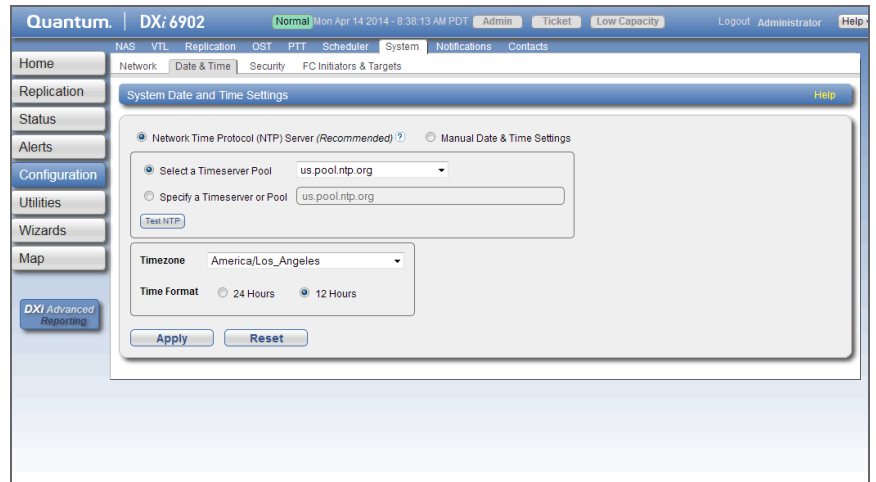 Quantum. DXi 6902 Normal Mon Apr 14 2014 - 8:38:13 AM PDT Admin Ticket Low Capacity Logout Administrator Help
NAS VTL Replication OST PTT Scheduler System Notifications Contacts
Network Date & Time Security FC Initiators & Targets
Home
Replication
Status
Alerts
Configuration
Utilities
Wizards
Map
DXi Advanced
Reporting
System Date and Time Settings Help
Network Time Protocol (NTP) Server (Recommended) ? Manual Date & Time Settings
Select a Timeserver Pool us.pool.ntp.org
Specify a Timeserver or Pool us.pool.ntp.org
Test NTP
Timezone America/Los_Angeles
Time Format 24 Hours 12 Hours
Apply Reset